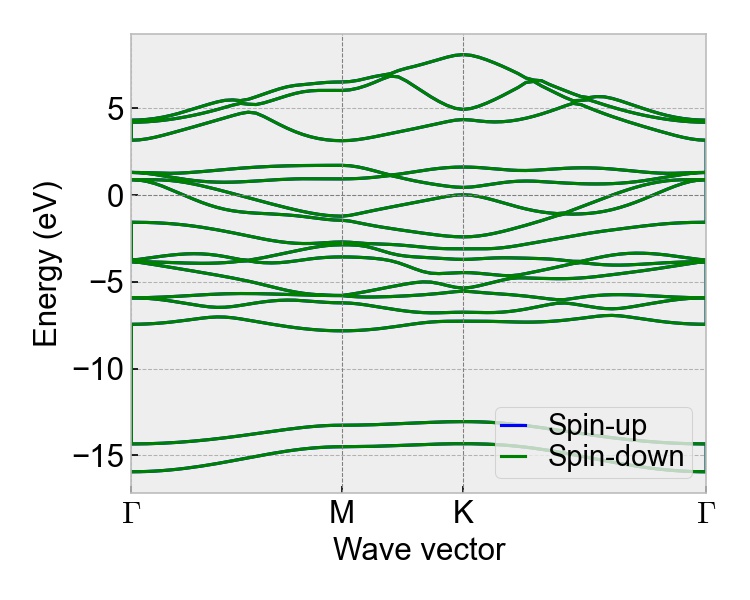 Energy (eV)
5
0
−5
−10
−15
Spin-up
Spin-down
Γ M K Γ
Wave vector